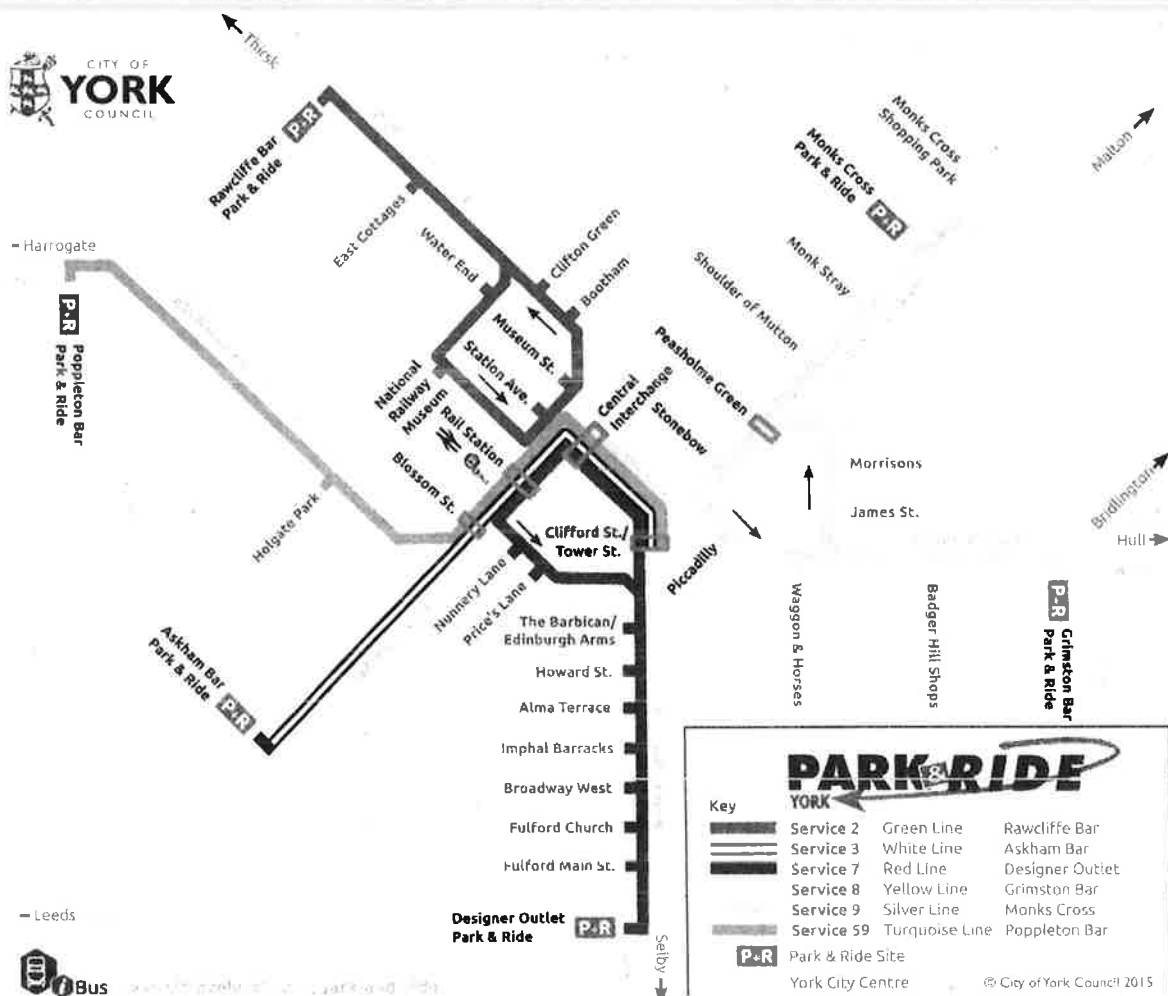 CITY OF
YORK
COUNCIL
Thirsk
P+R
Rawcliffe Bar
Park & Ride
East Cottages
Water End
Clifton Green
Bootham
Museum St.
Station Ave.
National
Railway
Museum
Rail Station
Blossom St.
Harrogate
P+R
Poppleton Bar
Park & Ride
Holgate Park
Central
Interchange
Stonebow
Peasholme Green
Shoulder of Mutton
Monk Stray
Monks Cross
Park & Ride
P+R
Monks Cross
Shopping Park
Malton
Morrisons
James St.
Bridlington
Hull
Piccadilly
Waggon & Horses
Badger Hill Shops
P+R
Grimston Bar
Park & Ride
Clifford St./
Tower St.
Nunnery Lane
Price's Lane
Askham Bar
Park & Ride
P+R
The Barbican/
Edinburgh Arms
Howard St.
Alma Terrace
Imphal Barracks
Broadway West
Fulford Church
Fulford Main St.
Designer Outlet
Park & Ride
P+R
Selby
Leeds
i Bus
PARK & RIDE
YORK
Key
Service 2 Green Line Rawcliffe Bar
Service 3 White Line Askham Bar
Service 7 Red Line Designer Outlet
Service 8 Yellow Line Grimston Bar
Service 9 Silver Line Monks Cross
Service 59 Turquoise Line Poppleton Bar
P+R Park & Ride Site
York City Centre
© City of York Council 2015